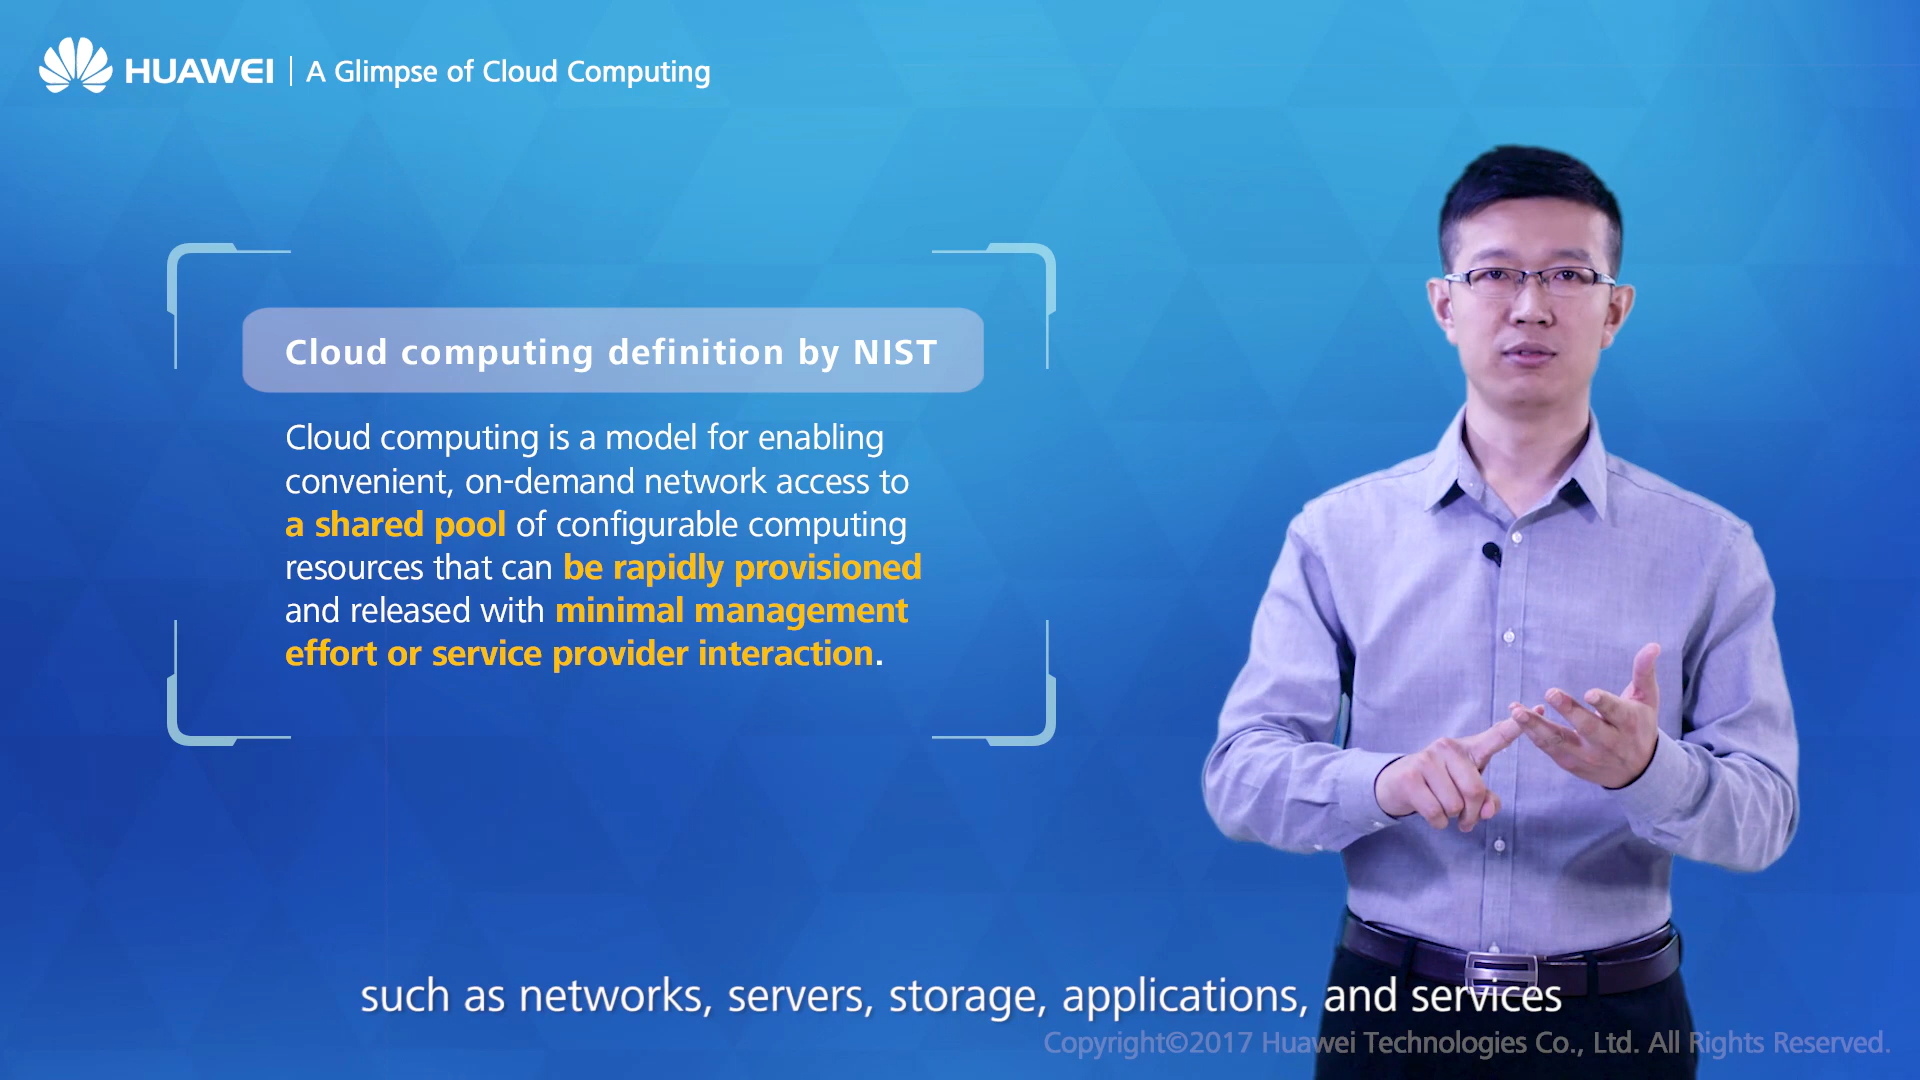 HUAWEI | A Glimpse of Cloud Computing
Cloud computing definition by NIST
Cloud computing is a model for enabling
convenient, on-demand network access to
a shared pool of configurable computing
resources that can be rapidly provisioned
and released with minimal management
effort or service provider interaction.
such as networks, servers, storage, applications, and services
Copyright©2017 Huawei Technologies Co., Ltd. All Rights Reserved.